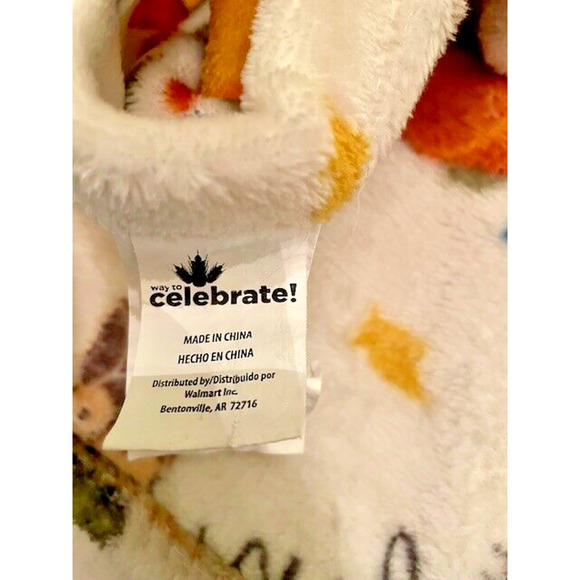 way to
celebrate!
MADE IN CHINA
HECHO EN CHINA
Distributed by/Distribuido por
Walmart Inc.
Bentonville, AR 72716